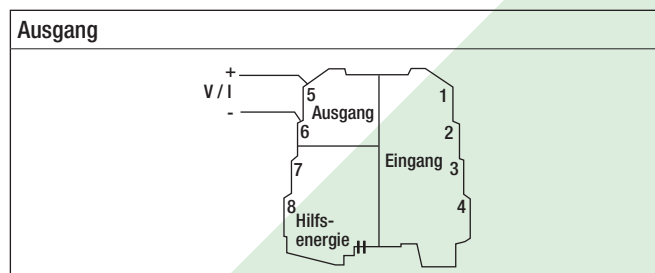 Ausgang
+
V / I
-
5
Ausgang
6
7
8
Hilfs-
energie
Eingang
1
2
3
4